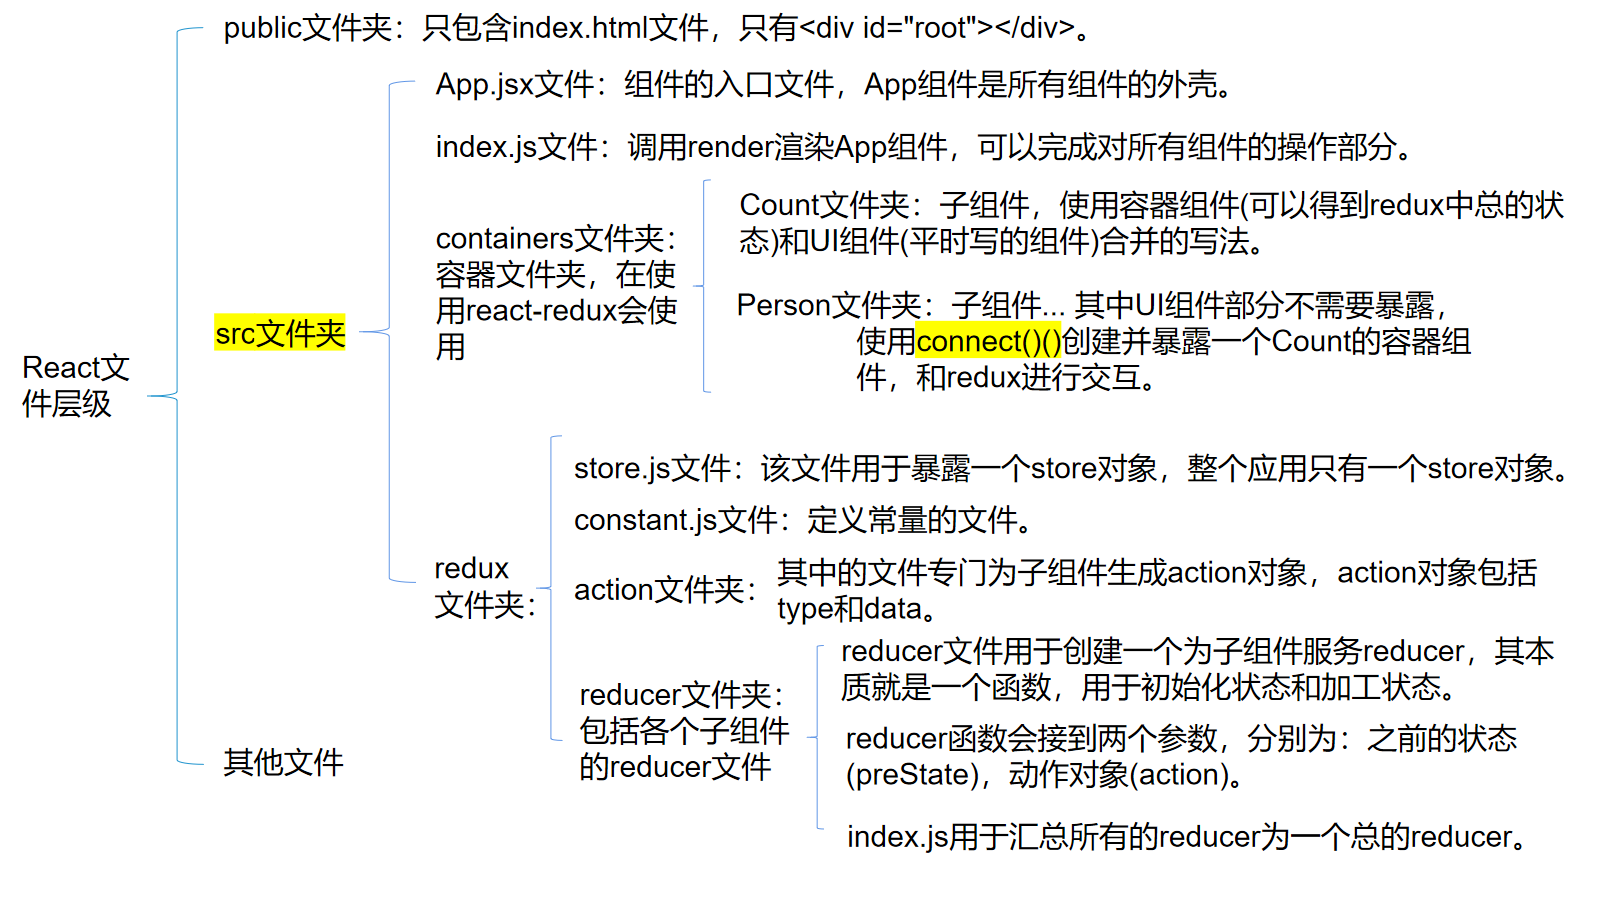 public文件夹：只包含index.html文件，只有<div id="root"></div>。
App.jsx文件：组件的入口文件，App组件是所有组件的外壳。
index.js文件：调用render渲染App组件，可以完成对所有组件的操作部分。
containers文件夹：
容器文件夹，在使
用react-redux会使
用
Count文件夹：子组件，使用容器组件(可以得到redux中总的状
态)和UI组件(平时写的组件)合并的写法。
Person文件夹：子组件... 其中UI组件部分不需要暴露，
使用connect()()创建并暴露一个Count的容器组
件，和redux进行交互。
src文件夹
React文
件层级
store.js文件：该文件用于暴露一个store对象，整个应用只有一个store对象。
constant.js文件：定义常量的文件。
redux
文件夹：
action文件夹：
其中的文件专门为子组件生成action对象，action对象包括
type和data。
reducer文件夹：
包括各个子组件
的reducer文件
reducer文件用于创建一个为子组件服务reducer，其本
质就是一个函数，用于初始化状态和加工状态。
reducer函数会接到两个参数，分别为：之前的状态
(preState)，动作对象(action)。
index.js用于汇总所有的reducer为一个总的reducer。
其他文件